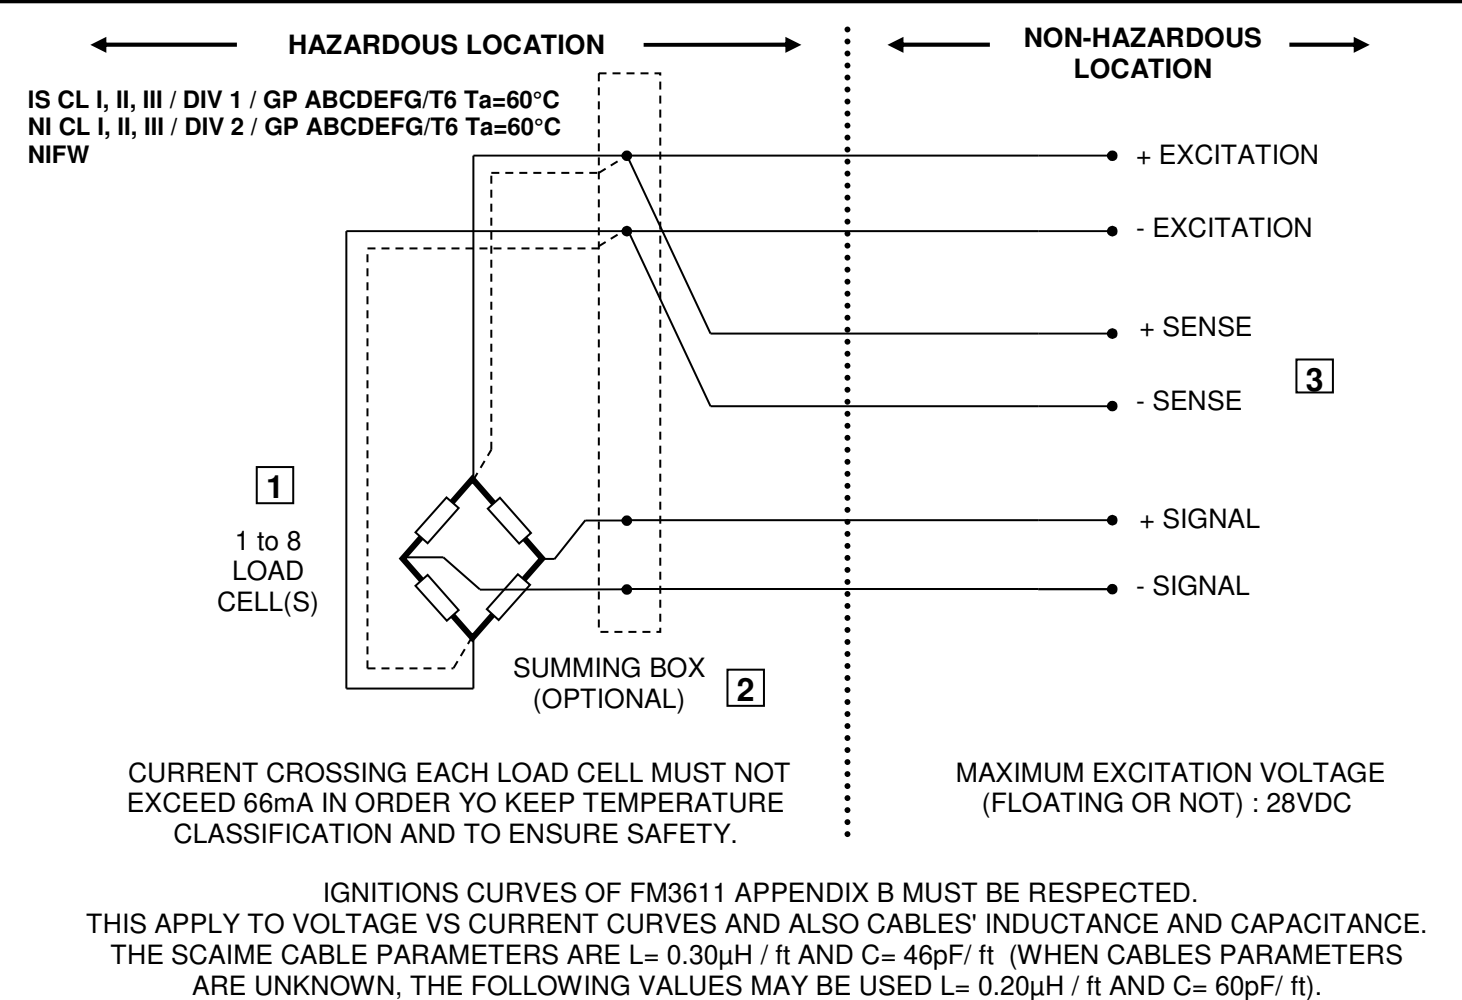 HAZARDOUS LOCATION
NON-HAZARDOUS
LOCATION
IS CL I, II, III / DIV 1 / GP ABCDEFG/T6 Ta=60°C
NI CL I, II, III / DIV 2 / GP ABCDEFG/T6 Ta=60°C
NIFW
+ EXCITATION
- EXCITATION
+ SENSE
3
- SENSE
1
1 to 8
LOAD
CELL(S)
+ SIGNAL
- SIGNAL
SUMMING BOX
(OPTIONAL)
2
CURRENT CROSSING EACH LOAD CELL MUST NOT
EXCEED 66mA IN ORDER YO KEEP TEMPERATURE
CLASSIFICATION AND TO ENSURE SAFETY.
MAXIMUM EXCITATION VOLTAGE
(FLOATING OR NOT) : 28VDC
IGNITIONS CURVES OF FM3611 APPENDIX B MUST BE RESPECTED.
THIS APPLY TO VOLTAGE VS CURRENT CURVES AND ALSO CABLES' INDUCTANCE AND CAPACITANCE.
THE SCAIME CABLE PARAMETERS ARE L= 0.30µH / ft AND C= 46pF/ ft (WHEN CABLES PARAMETERS
ARE UNKNOWN, THE FOLLOWING VALUES MAY BE USED L= 0.20µH / ft AND C= 60pF/ ft).